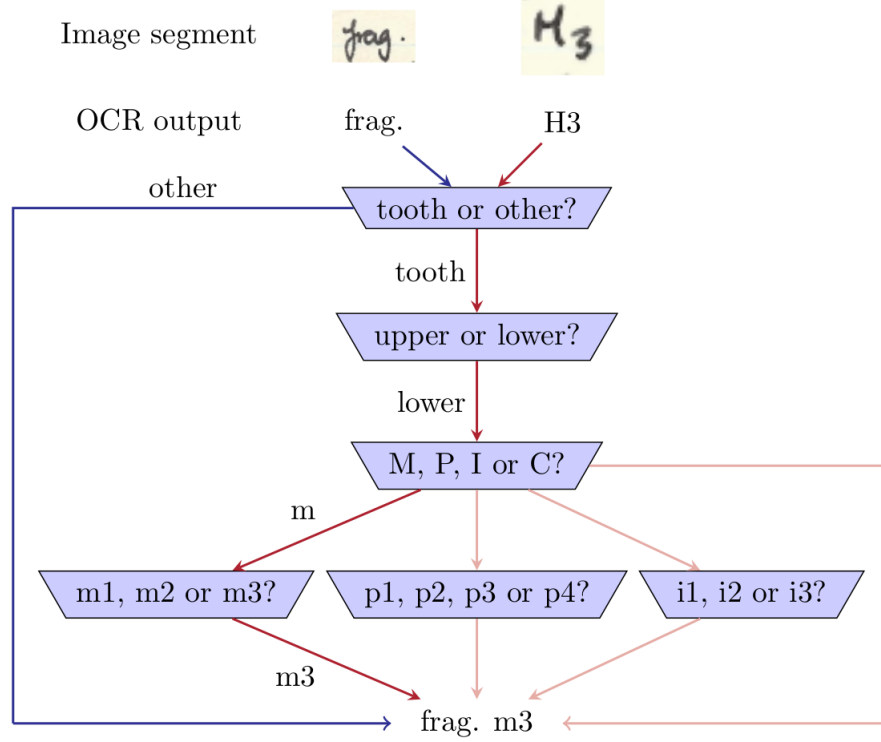 Image segment frag. M3
OCR output frag. H3
other
tooth or other?
tooth
upper or lower?
lower
M, P, I or C?
m
m1, m2 or m3? p1, p2, p3 or p4? i1, i2 or i3?
m3
frag. m3